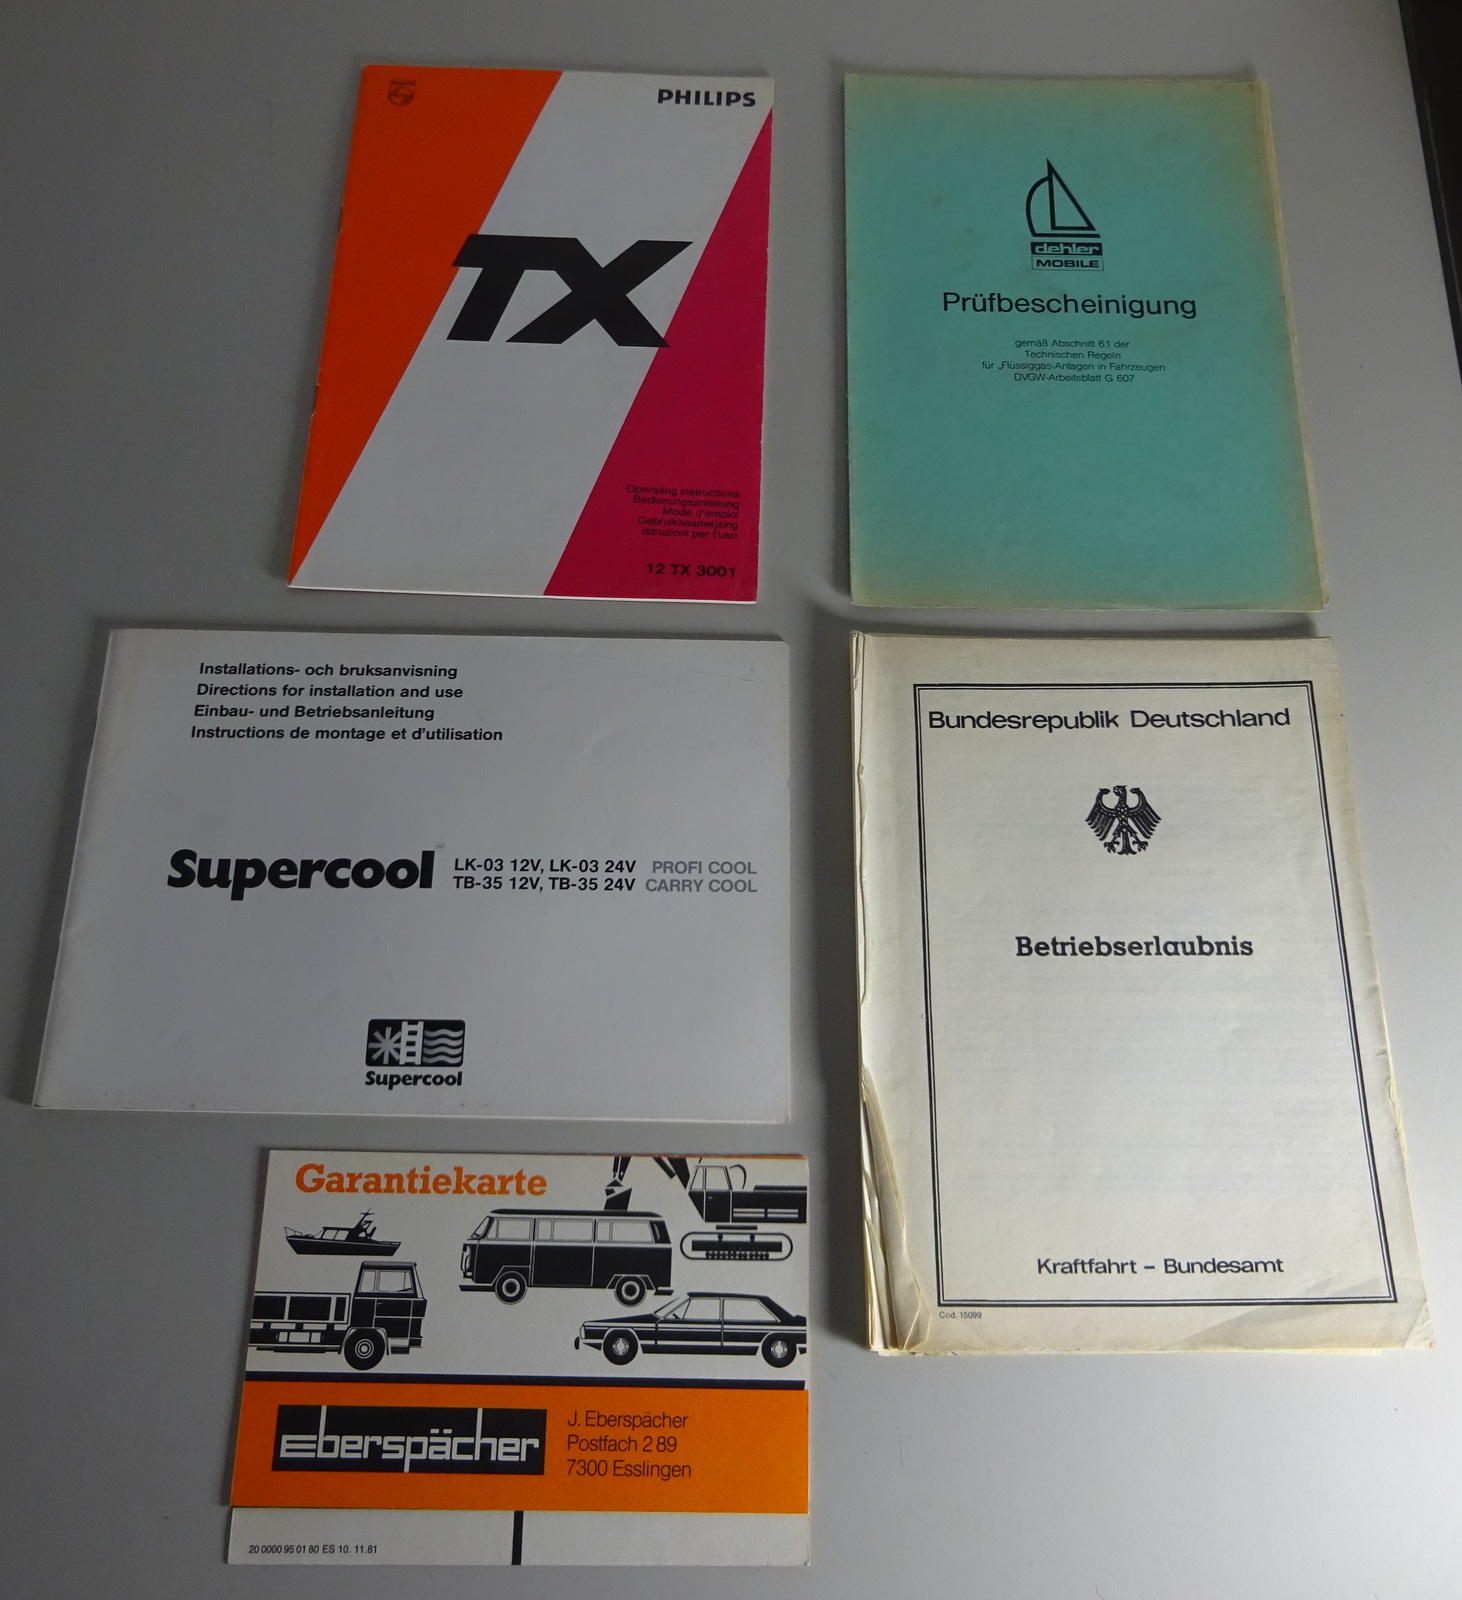 PHILIPS
TX
Operating instructions
Bedienungsanleitung
Mode d'emploi
Gebruiksaanwijzing
Istruzioni per l'uso
12 TX 3001
dehler
MOBILE
Prüfbescheinigung
gemäß Abschnitt 6.1 der
Technischen Regeln
für „Flüssiggas-Anlagen in Fahrzeugen
DVGW-Arbeitsblatt G 607
Installations- och bruksanvisning
Directions for installation and use
Einbau- und Betriebsanleitung
Instructions de montage et d'utilisation
Supercool LK-03 12V, LK-03 24V PROFI COOL
TB-35 12V, TB-35 24V CARRY COOL
Supercool
Bundesrepublik Deutschland
Betriebserlaubnis
Kraftfahrt – Bundesamt
Cod. 15099
Garantiekarte
Eberspächer
J. Eberspächer
Postfach 2 89
7300 Esslingen
20 0000 95 01 80 ES 10. 11.81